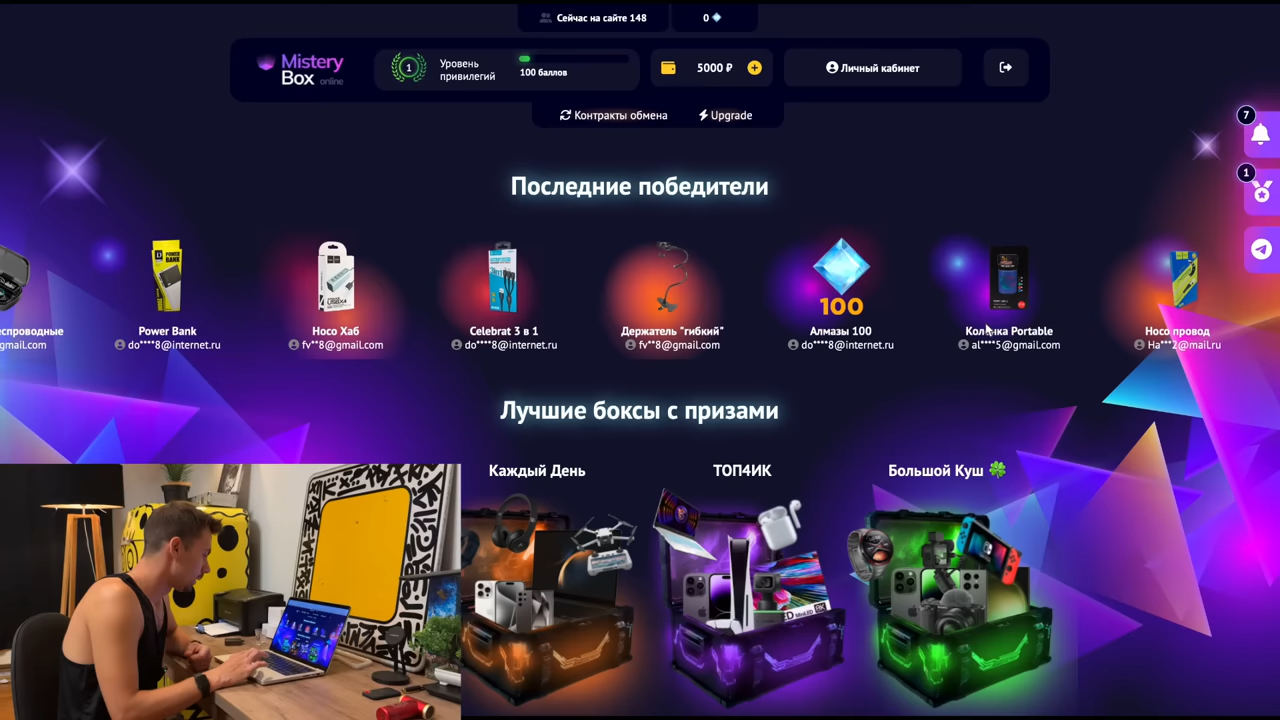 Сейчас на сайте 148
0
Mistery
Box online
1
Уровень
привилегий
100 баллов
5000 ₽
Личный кабинет
Контракты обмена
Upgrade
7
1
Последние победители
POWER
BANK
100
еспроводные
Power Bank
Hoco Хаб
Celebrat 3 в 1
Держатель "гибкий"
Алмазы 100
Колонка Portable
Hoco провод
gmail.com
do****8@internet.ru
fv**8@gmail.com
do****8@internet.ru
fv**8@gmail.com
do****8@internet.ru
al****5@gmail.com
Ha***2@mail.ru
Лучшие боксы с призами
Каждый День
ТОП4ИК
Большой Куш